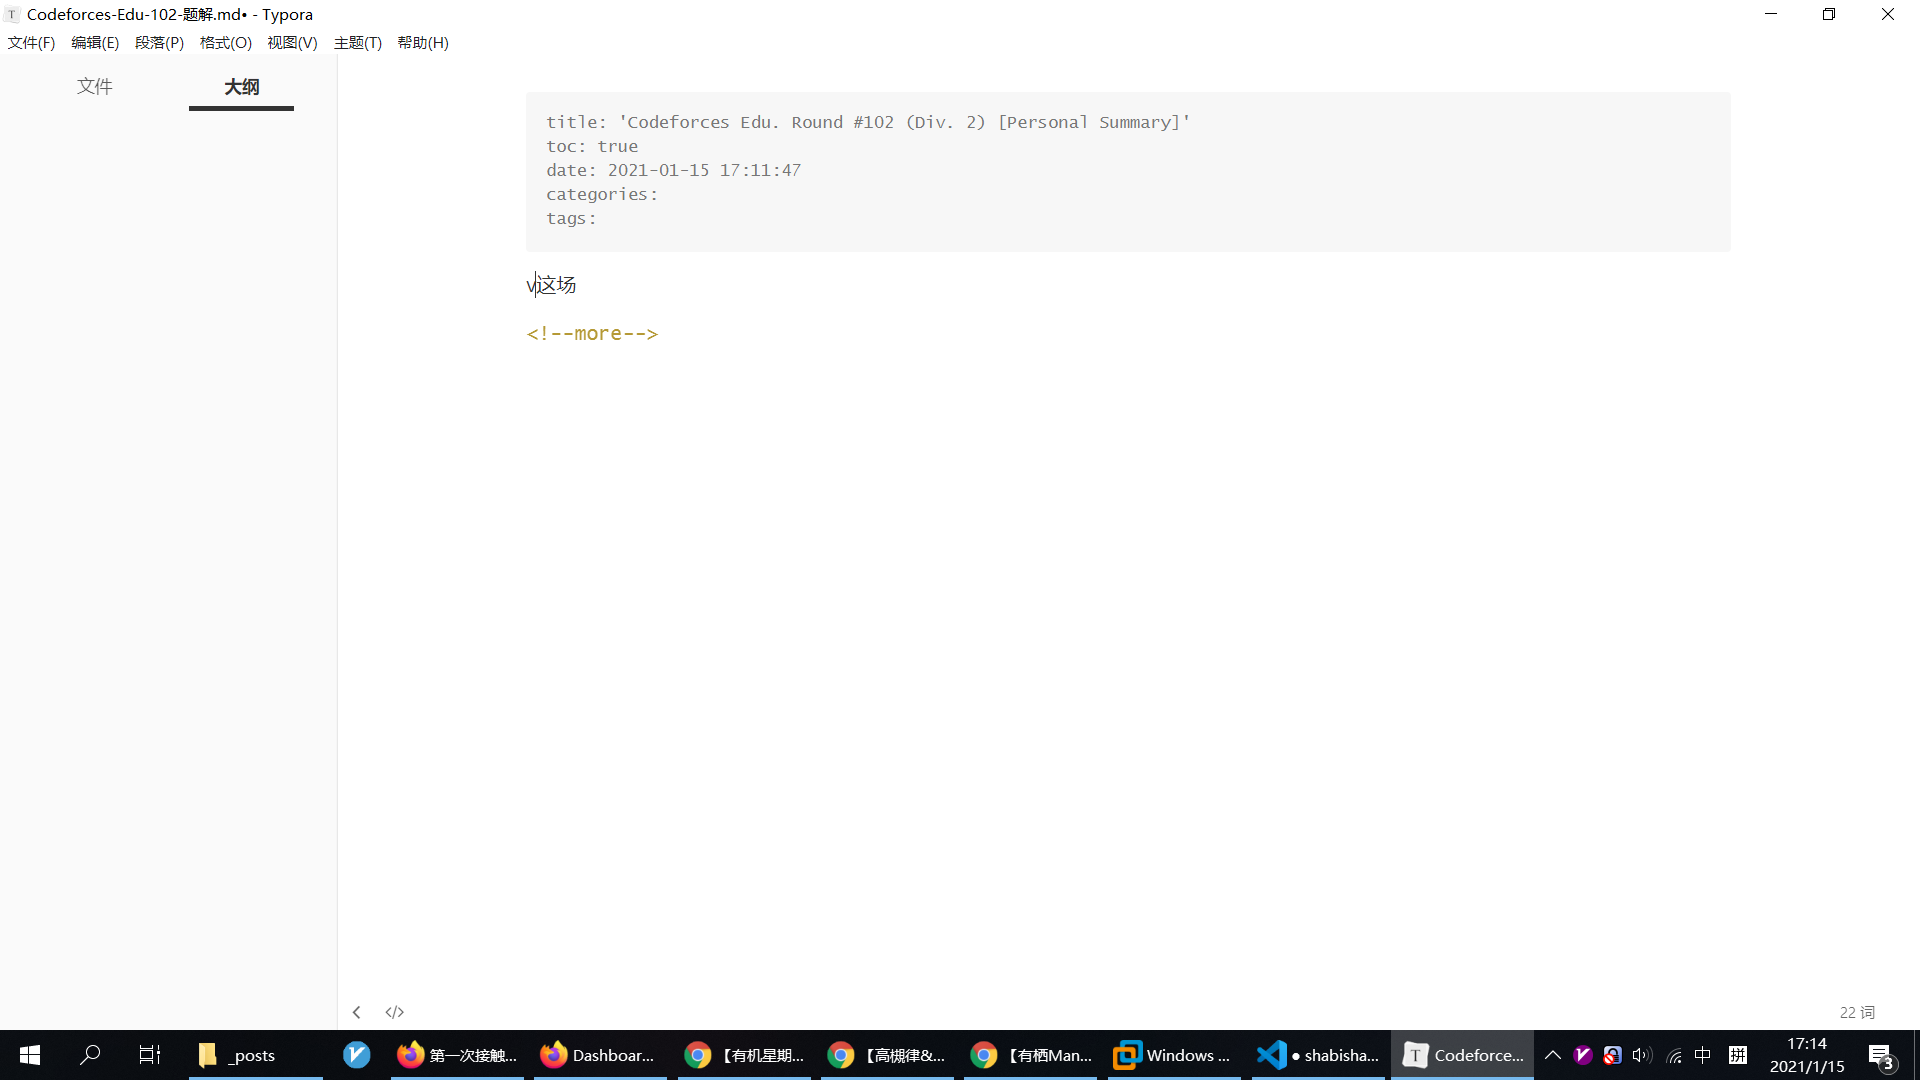 Codeforces-Edu-102-题解.md• - Typora
文件(F) 编辑(E) 段落(P) 格式(O) 视图(V) 主题(T) 帮助(H)
文件 大纲
title: 'Codeforces Edu. Round #102 (Div. 2) [Personal Summary]'
toc: true
date: 2021-01-15 17:11:47
categories:
tags:
v这场
<!--more-->
</>
22 词
_posts 第一次接触... Dashboar... 【有机星期... 【高槻律&... 【有栖Man... Windows ... ● shabisha... Codeforce... 中 拼 17:14
2021/1/15 3